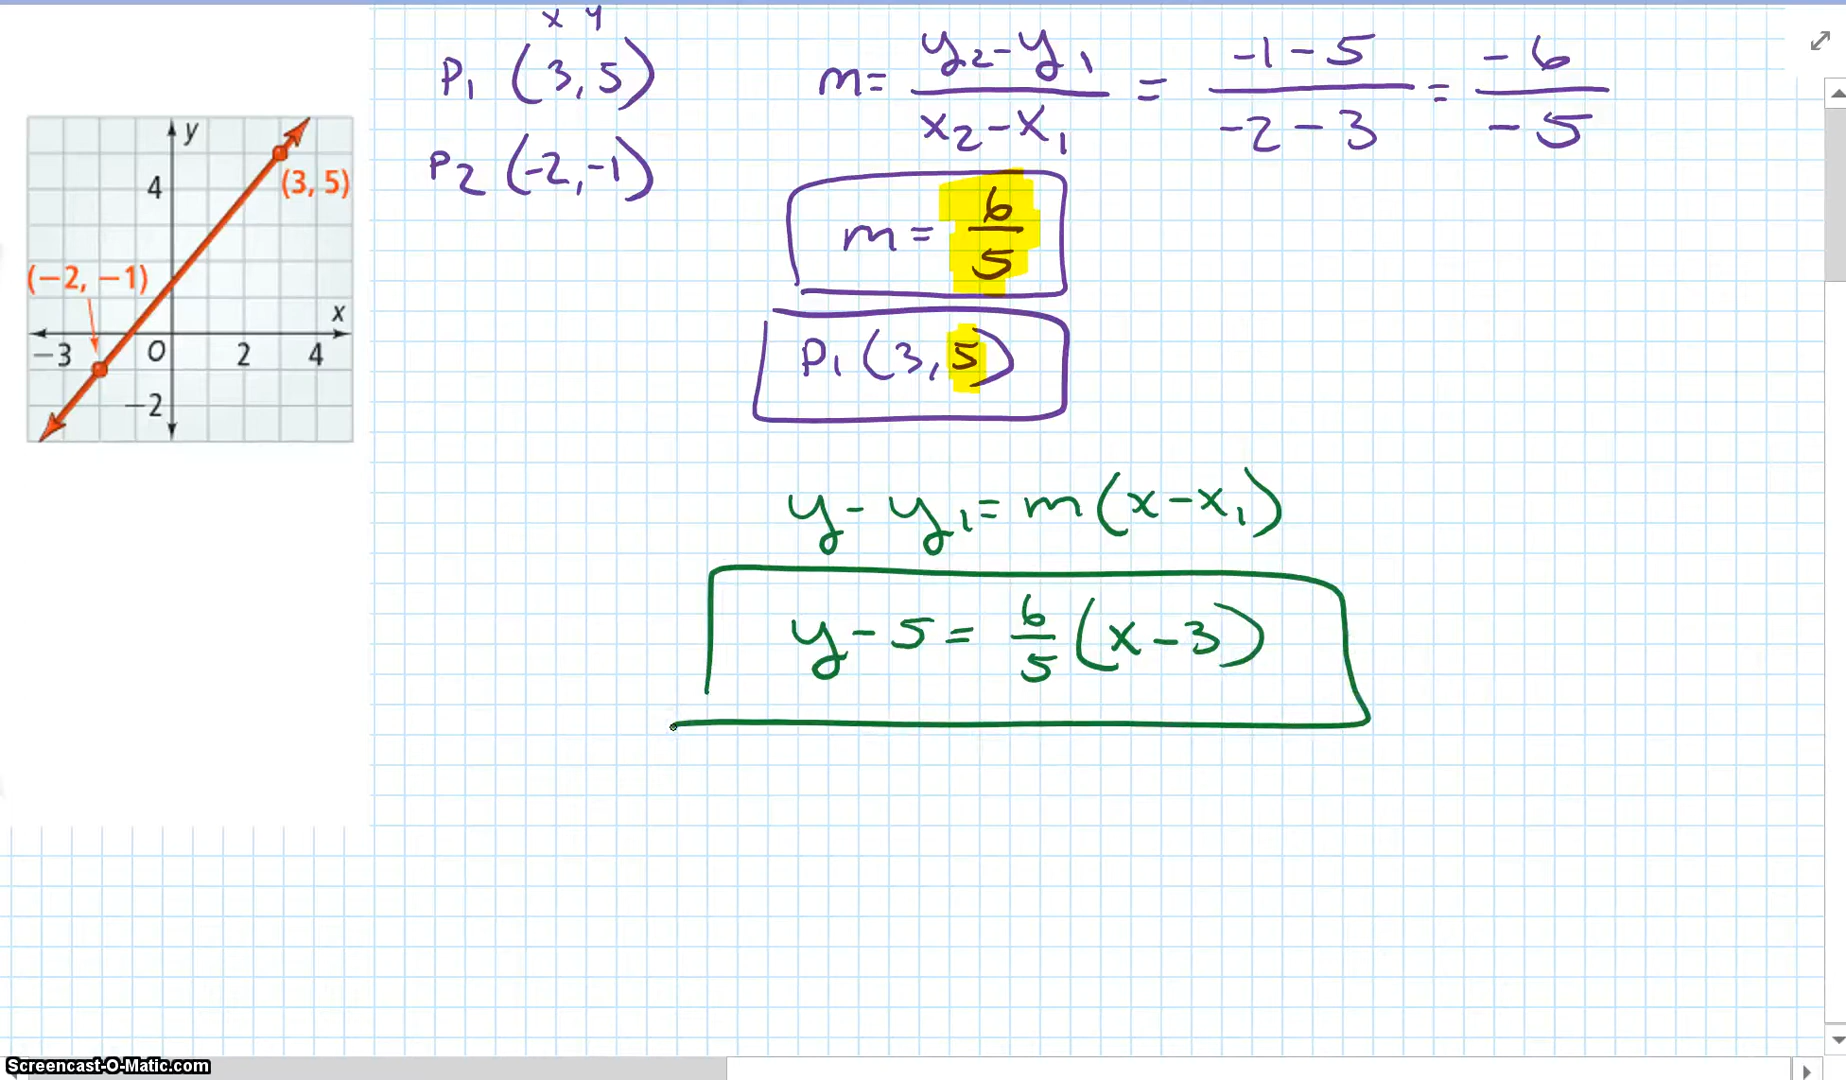 x y
P1 (3, 5)
P2 (-2, -1)
m = y2 - y1 / x2 - x1 = -1 - 5 / -2 - 3 = -6 / -5
m = 6/5
P1 (3, 5)
y - y1 = m(x - x1)
y - 5 = 6/5 (x - 3)
y
4
(3, 5)
(−2, −1)
x
−3 O 2 4
−2
Screencast-O-Matic.com